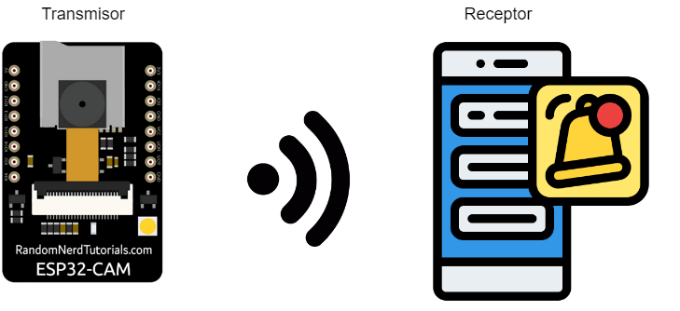 Transmisor
Receptor
RandomNerdTutorials.com
ESP32-CAM